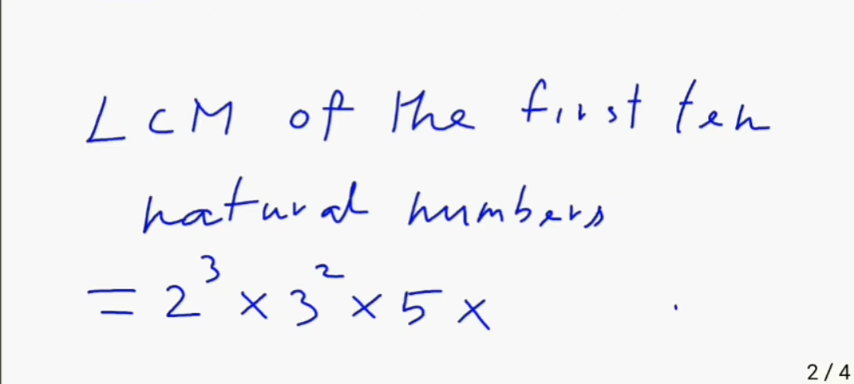 LCM of the first ten
natural numbers
= 2³ × 3² × 5 ×
2/4